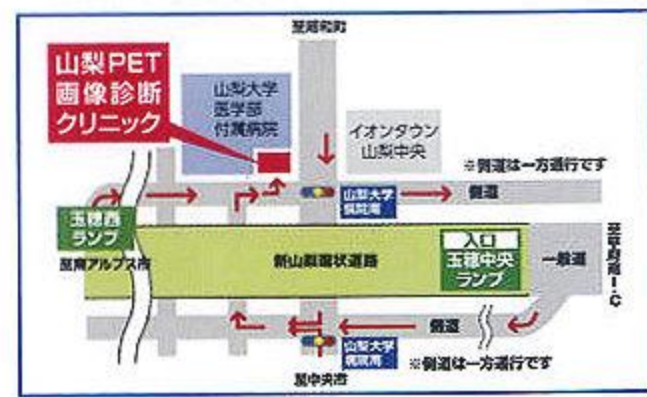 至昭和町
山梨PET
画像診断
クリニック
山梨大学
医学部
付属病院
イオンタウン
山梨中央
※側道は一方通行です
山梨大学
病院南
側道
玉穂西
ランプ
至南アルプス市
新山梨環状道路
入口
玉穂中央
ランプ
一般道
至甲府南I・C
側道
山梨大学
病院南
※側道は一方通行です
至中央市